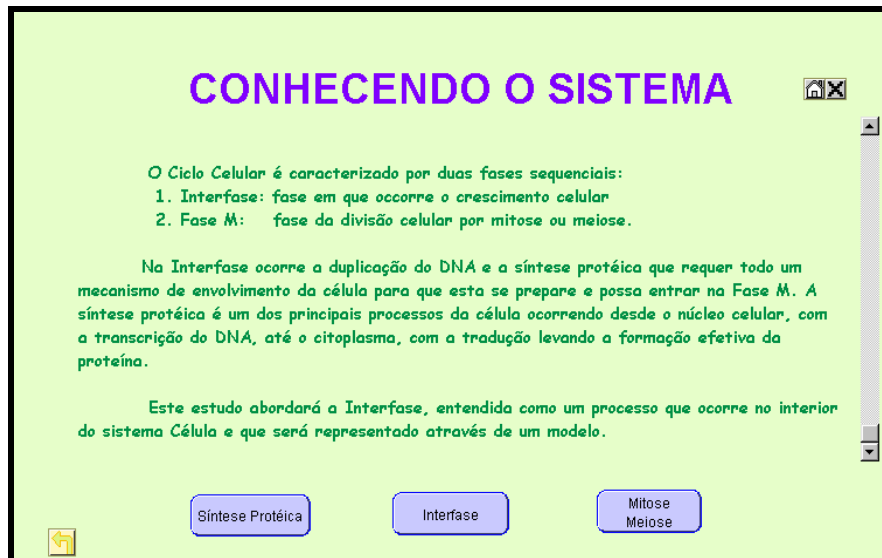 CONHECENDO O SISTEMA
O Ciclo Celular é caracterizado por duas fases sequenciais:
1. Interfase: fase em que occorre o crescimento celular
2. Fase M: fase da divisão celular por mitose ou meiose.
Na Interfase ocorre a duplicação do DNA e a síntese protéica que requer todo um
mecanismo de envolvimento da célula para que esta se prepare e possa entrar na Fase M. A
síntese protéica é um dos principais processos da célula ocorrendo desde o núcleo celular, com
a transcrição do DNA, até o citoplasma, com a tradução levando a formação efetiva da
proteína.
Este estudo abordará a Interfase, entendida como um processo que ocorre no interior
do sistema Célula e que será representado através de um modelo.
Síntese Protéica
Interfase
Mitose
Meiose